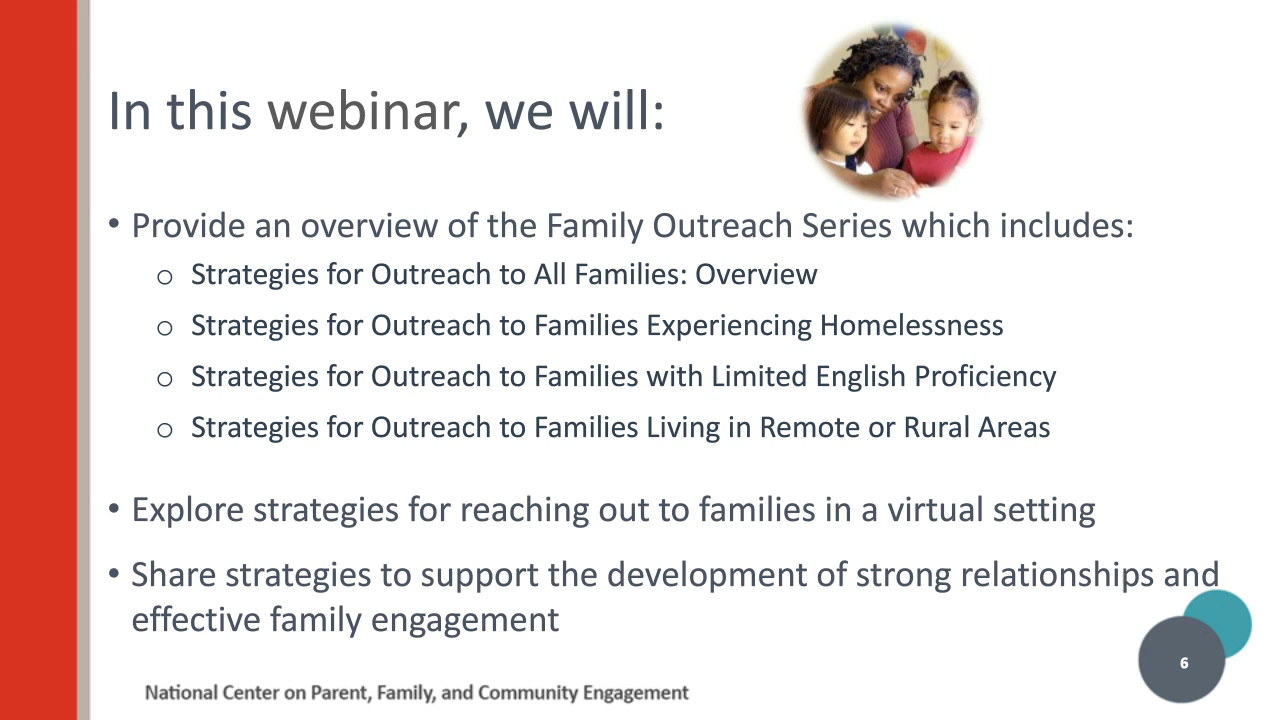 In this webinar, we will:
• Provide an overview of the Family Outreach Series which includes:
o Strategies for Outreach to All Families: Overview
o Strategies for Outreach to Families Experiencing Homelessness
o Strategies for Outreach to Families with Limited English Proficiency
o Strategies for Outreach to Families Living in Remote or Rural Areas
• Explore strategies for reaching out to families in a virtual setting
• Share strategies to support the development of strong relationships and
effective family engagement
6
National Center on Parent, Family, and Community Engagement